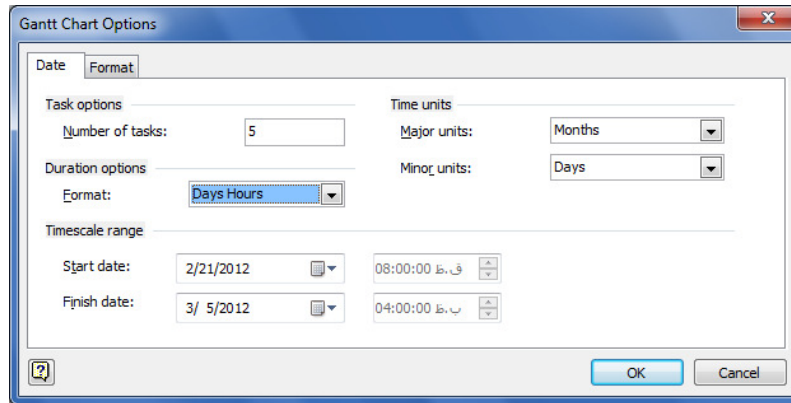 Gantt Chart Options
Date Format
Task options Time units
Number of tasks: 5 Major units: Months
Duration options Minor units: Days
Format: Days Hours
Timescale range
Start date: 2/21/2012 08:00:00 ق.ظ
Finish date: 3/ 5/2012 04:00:00 ب.ظ
OK Cancel